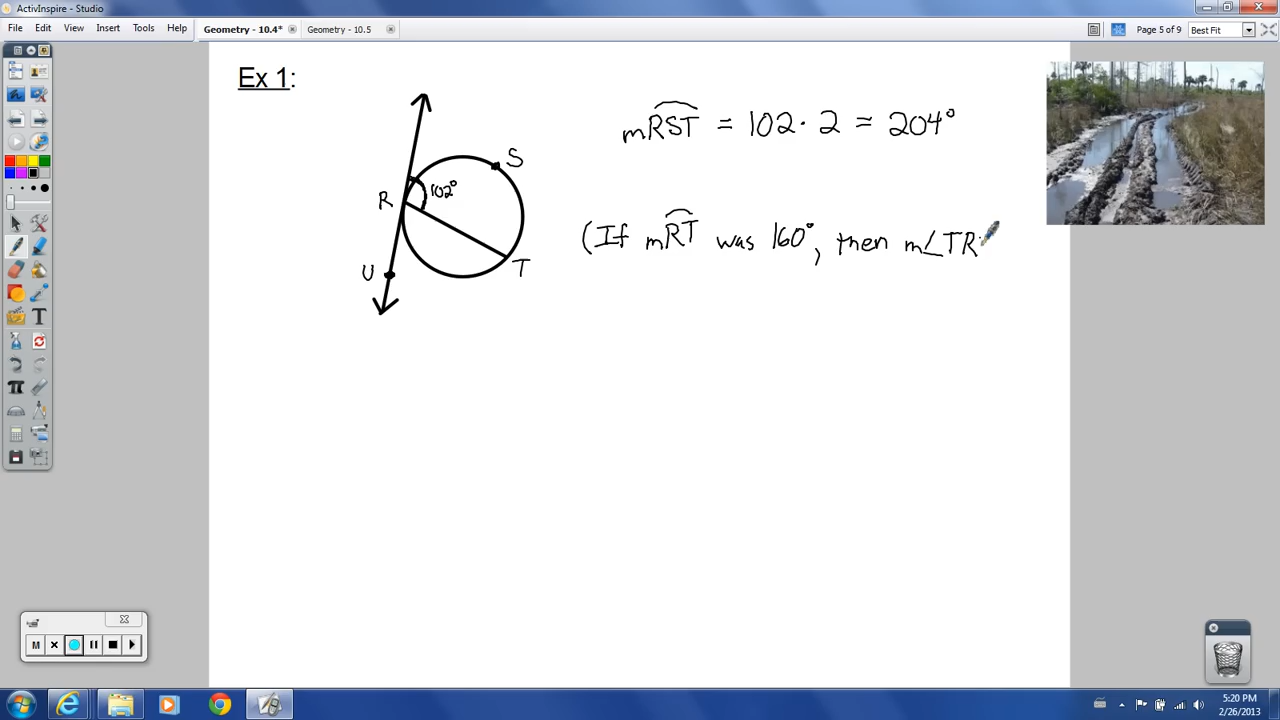 ActivInspire - Studio
File Edit View Insert Tools Help
Geometry - 10.4*
Geometry - 10.5
Page 5 of 9
Best Fit
Ex 1:
mRST = 102 · 2 = 204°
S
R
102°
(If mRT was 160°, then m∠TR
U
T
M
5:20 PM
2/26/2013